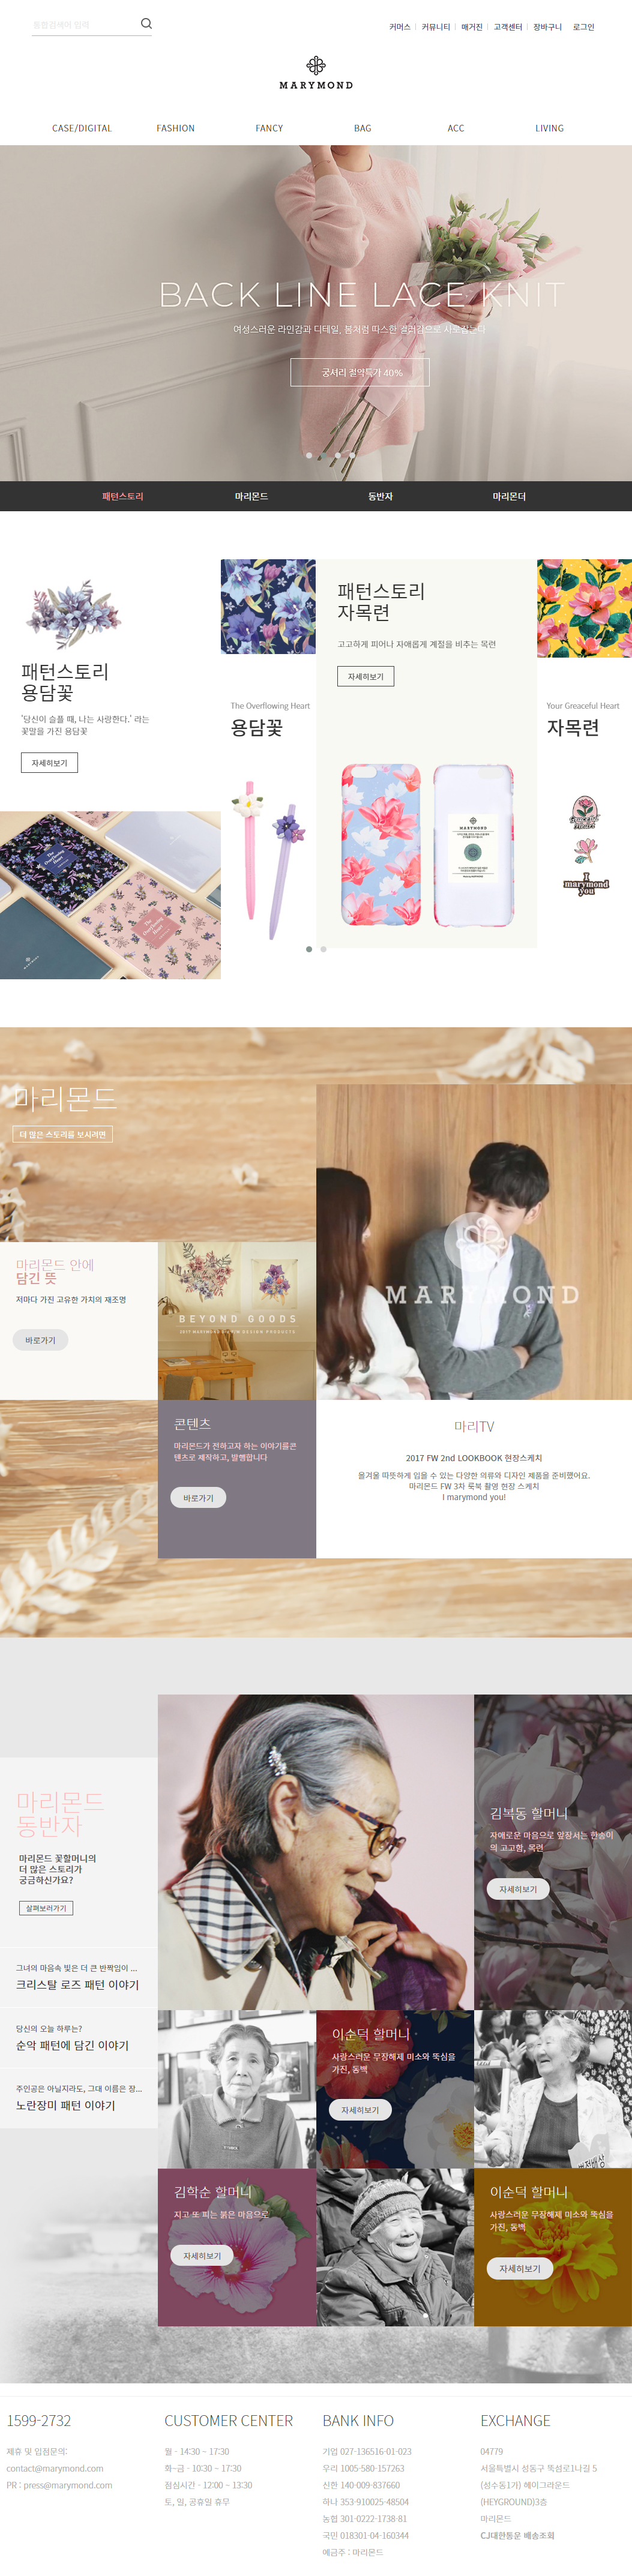 통합검색어 입력
커머스 커뮤니티 매거진 고객센터 장바구니 로그인
MARYMOND
CASE/DIGITAL FASHION FANCY BAG ACC LIVING
BACK LINE LACE KNIT
여성스러운 라인감과 디테일, 봄처럼 따스한 컬러감으로 사로잡는다
궁셔리 절약특가 40%
패턴스토리 마리몬드 동반자 마리몬더
패턴스토리
용담꽃
'당신이 슬플 때, 나는 사랑한다.' 라는
꽃말을 가진 용담꽃
자세히보기
The Overflowing Heart
용담꽃
패턴스토리
자목련
고고하게 피어나 자애롭게 계절을 비추는 목련
자세히보기
MARYMOND
Your Greaceful Heart
자목련
I
marymond
you
마리몬드
더 많은 스토리를 보시려면
마리몬드 안에
담긴 뜻
저마다 가진 고유한 가치의 재조명
바로가기
BEYOND GOODS
MARYMOND
콘텐츠
마리몬드가 전하고자 하는 이야기를콘
텐츠로 제작하고, 발행합니다
바로가기
마리TV
2017 FW 2nd LOOKBOOK 현장스케치
올겨울 따뜻하게 입을 수 있는 다양한 의류와 디자인 제품을 준비했어요.
마리몬드 FW 3차 룩북 촬영 현장 스케치
I marymond you!
마리몬드
동반자
마리몬드 꽃할머니의
더 많은 스토리가
궁금하신가요?
살펴보러가기
그녀의 마음속 빛은 더 큰 반짝임이 ...
크리스탈 로즈 패턴 이야기
당신의 오늘 하루는?
순악 패턴에 담긴 이야기
주인공은 아닐지라도, 그대 이름은 장...
노란장미 패턴 이야기
김복동 할머니
자애로운 마음으로 앞장서는 한송이
의 고고함, 목련
자세히보기
이순덕 할머니
사랑스러운 무장해제 미소와 뚝심을
가진, 동백
자세히보기
김학순 할머니
지고 또 피는 붉은 마음으로
자세히보기
이순덕 할머니
사랑스러운 무장해제 미소와 뚝심을
가진, 동백
자세히보기
1599-2732
제휴 및 입점문의:
contact@marymond.com
PR : press@marymond.com
CUSTOMER CENTER
월 - 14:30 – 17:30
화~금 - 10:30 – 17:30
점심시간 - 12:00 – 13:30
토, 일, 공휴일 휴무
BANK INFO
기업 027-136516-01-023
우리 1005-580-157263
신한 140-009-837660
하나 353-910025-48504
농협 301-0222-1738-81
국민 018301-04-160344
예금주 : 마리몬드
EXCHANGE
04779
서울특별시 성동구 뚝섬로1나길 5
(성수동1가) 헤이그라운드
(HEYGROUND)3층
마리몬드
CJ대한통운 배송조회